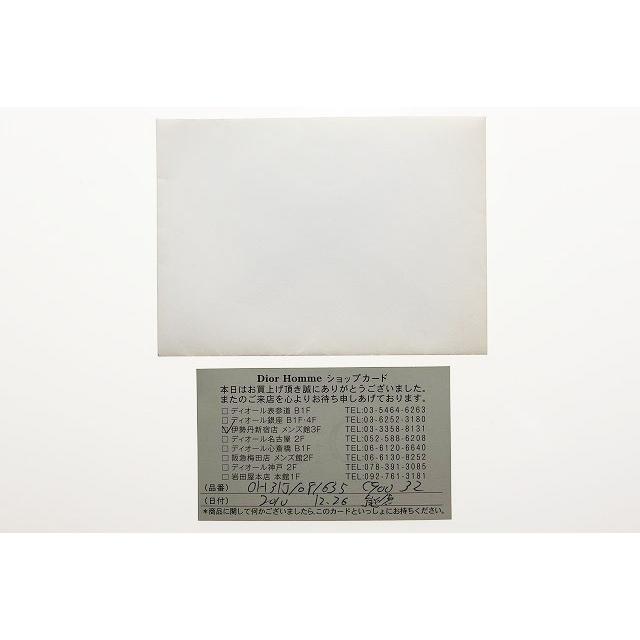 Dior Homme ショップカード
本日はお買上げ頂き誠にありがとうございました。
またのご来店を心よりお待ち申しあげております。
□ディオール表参道 B1F TEL:03-5464-6263
□ディオール銀座 B1F・4F TEL:03-6252-3180
□伊勢丹新宿店 メンズ館3F TEL:03-3358-8131
□ディオール名古屋 2F TEL:052-588-6208
□ディオール心斎橋 B1F TEL:06-6120-6640
□阪急梅田店 メンズ館2F TEL:06-6130-8252
□ディオール神戸 2F TEL:078-391-3085
□岩田屋本店 本館1F TEL:092-761-3181
(品番) 0H31J/09/635 C900 32
(日付) 2010 12.26
*商品に関して何かございましたら、このカードといっしょにお持ちください。